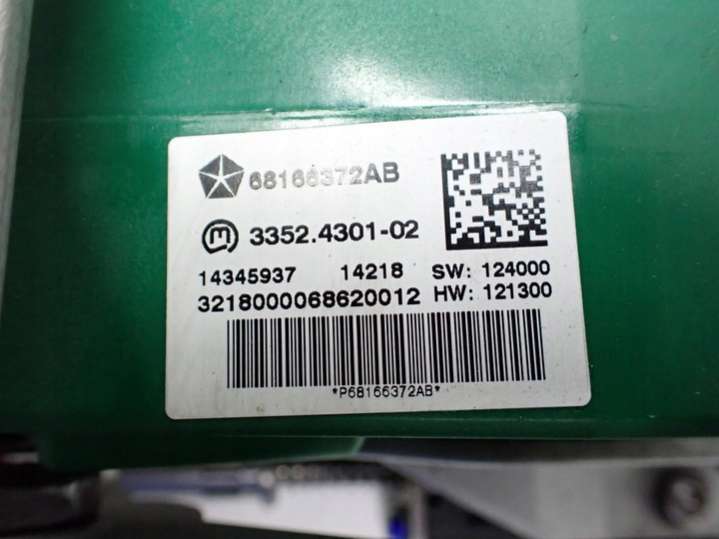 68166372AB
m 3352.4301-02
14345937 14218 SW: 124000
3218000068620012 HW: 121300
*P68166372AB*